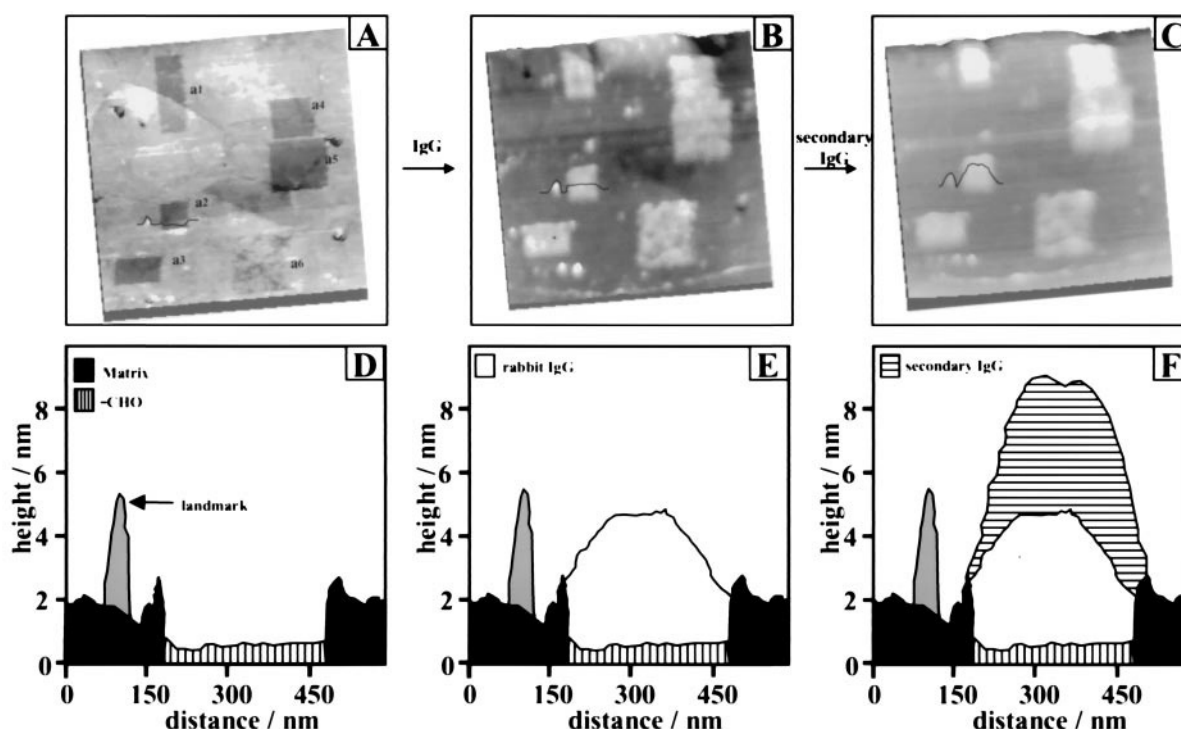 A
a1
a4
a5
a2
a3
a6
IgG
B
secondary
IgG
C
D
Matrix
-CHO
landmark
height / nm
8
6
4
2
0
0 150 300 450
distance / nm
E
rabbit IgG
height / nm
8
6
4
2
0
0 150 300 450
distance / nm
F
secondary IgG
height / nm
8
6
4
2
0
0 150 300 450
distance / nm